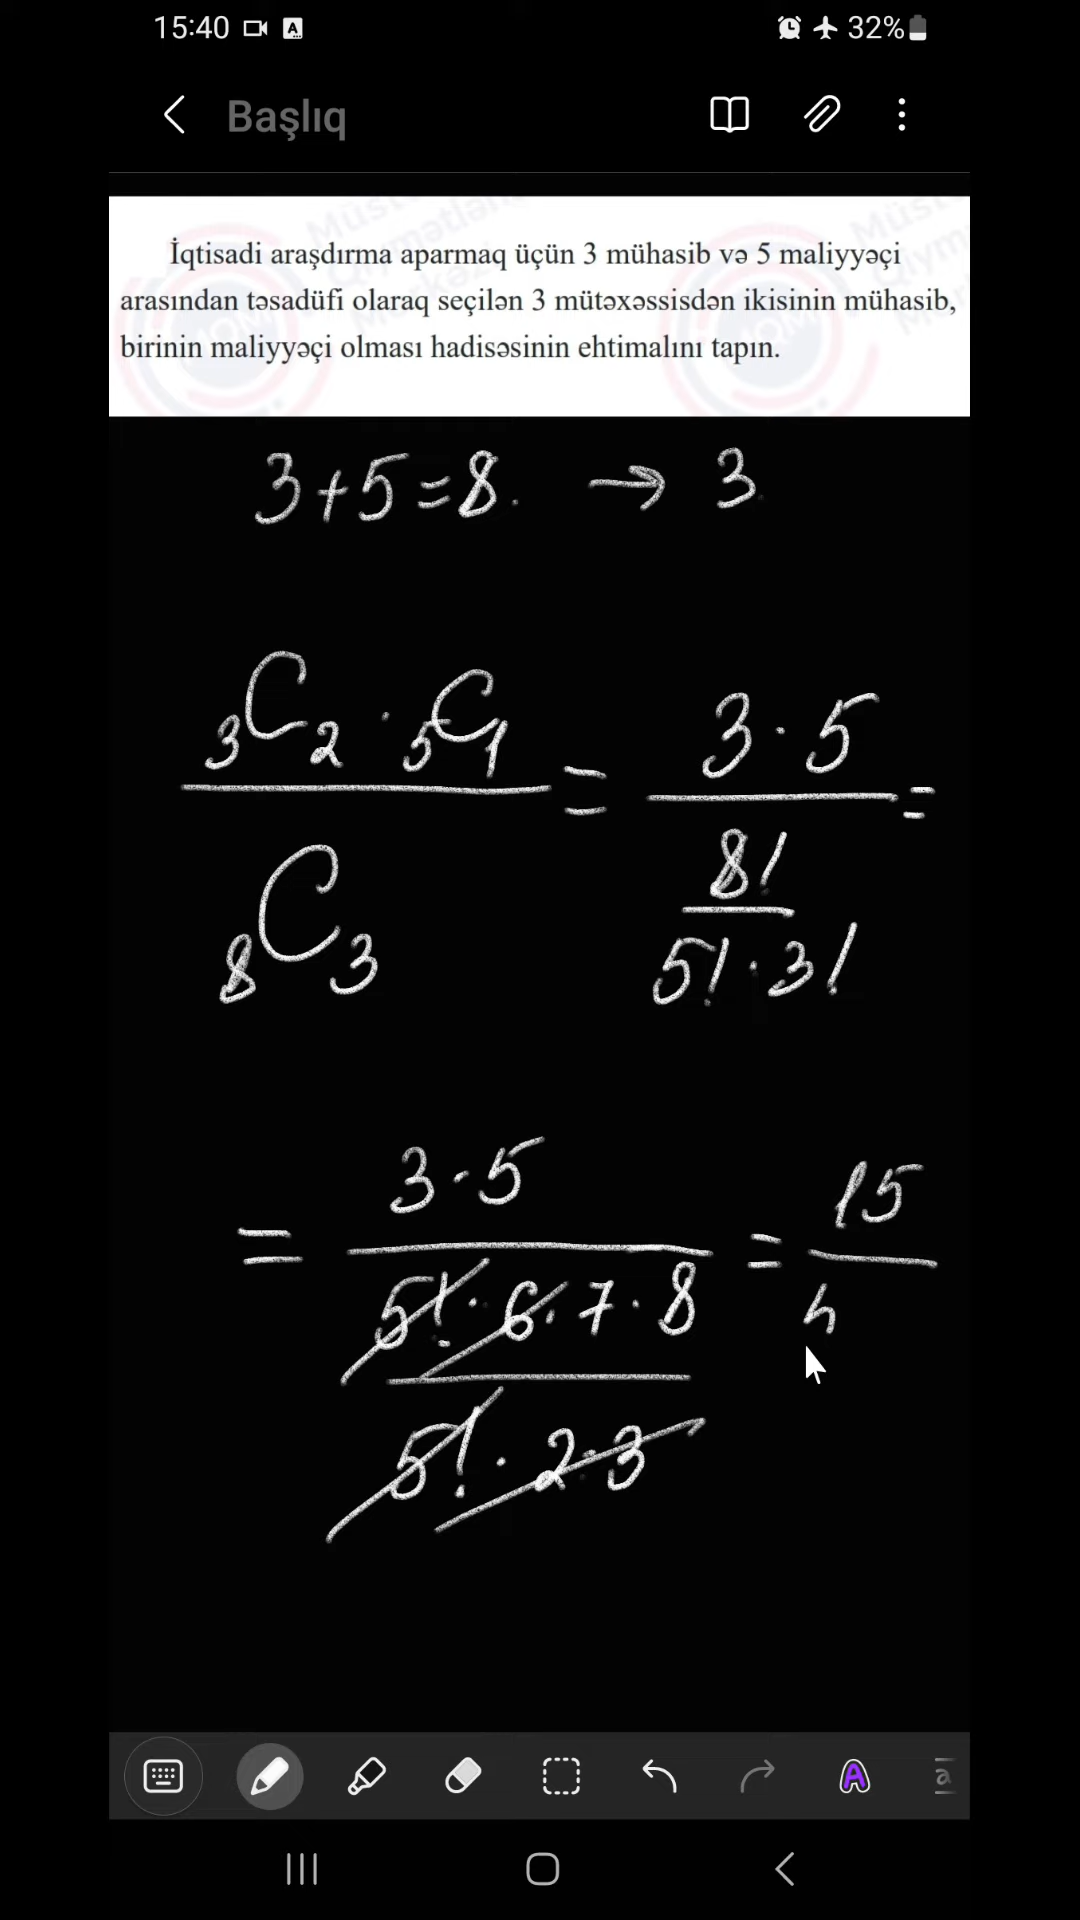 15:40 A 32%
Başlıq
İqtisadi araşdırma aparmaq üçün 3 mühasib və 5 maliyyəçi
arasından təsadüfi olaraq seçilən 3 mütəxəssisdən ikisinin mühasib,
birinin maliyyəçi olması hadisəsinin ehtimalını tapın.
3+5=8. → 3.
₃C₂ · ₅C₁ = 3 · 5 =
₈C₃ 8!
5! · 3!
= 3 · 5 = 15
5! · 6 · 7 · 8
5! · 2 · 3
A a